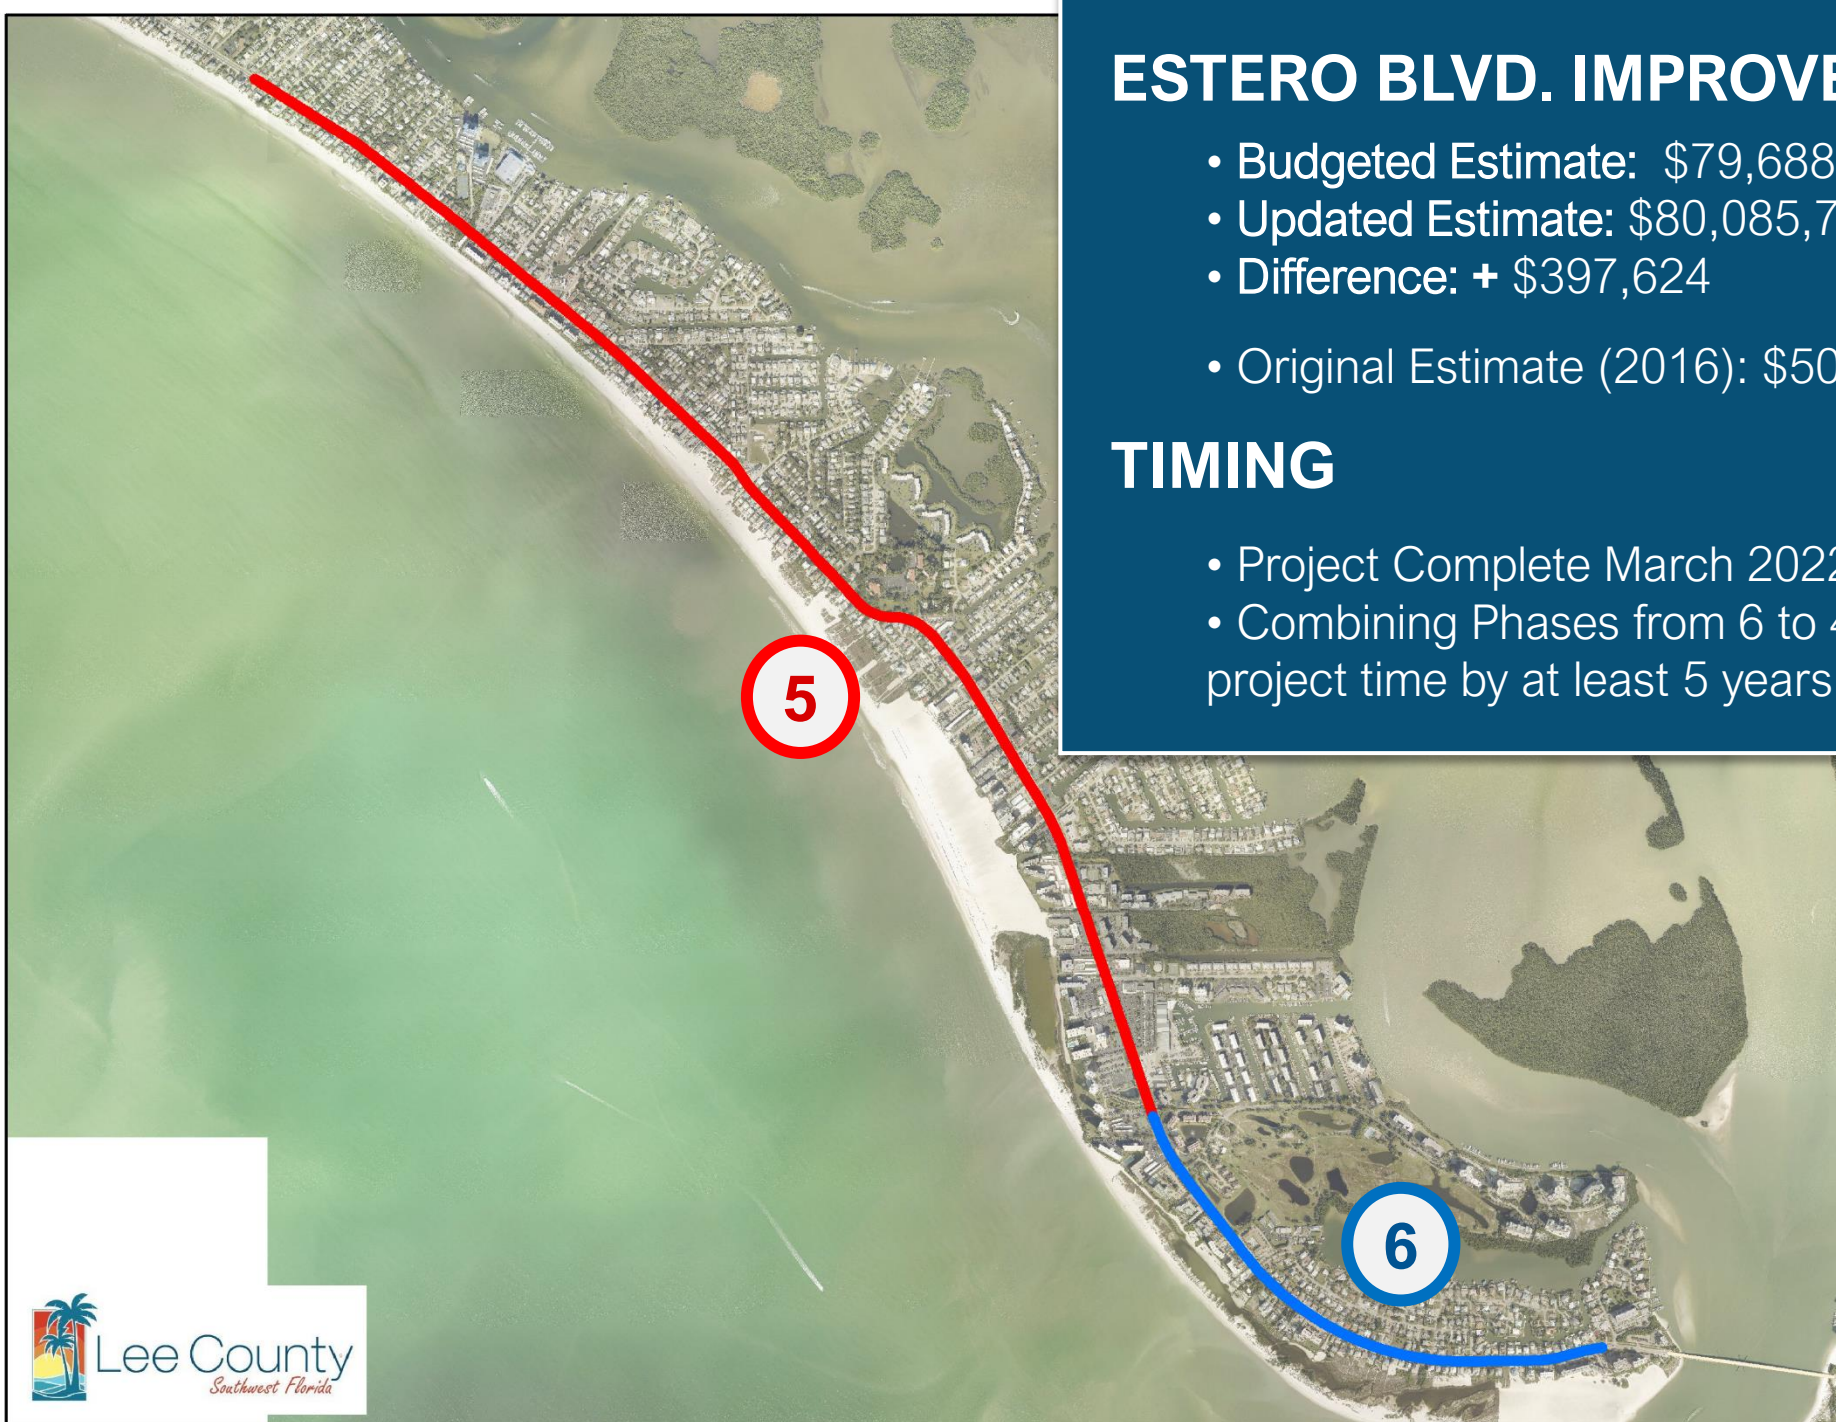 ESTERO BLVD. IMPROVE
• Budgeted Estimate: $79,688
• Updated Estimate: $80,085,7
• Difference: + $397,624
• Original Estimate (2016): $50
TIMING
• Project Complete March 2022
• Combining Phases from 6 to 4
project time by at least 5 years
5
6
Lee County
Southwest Florida